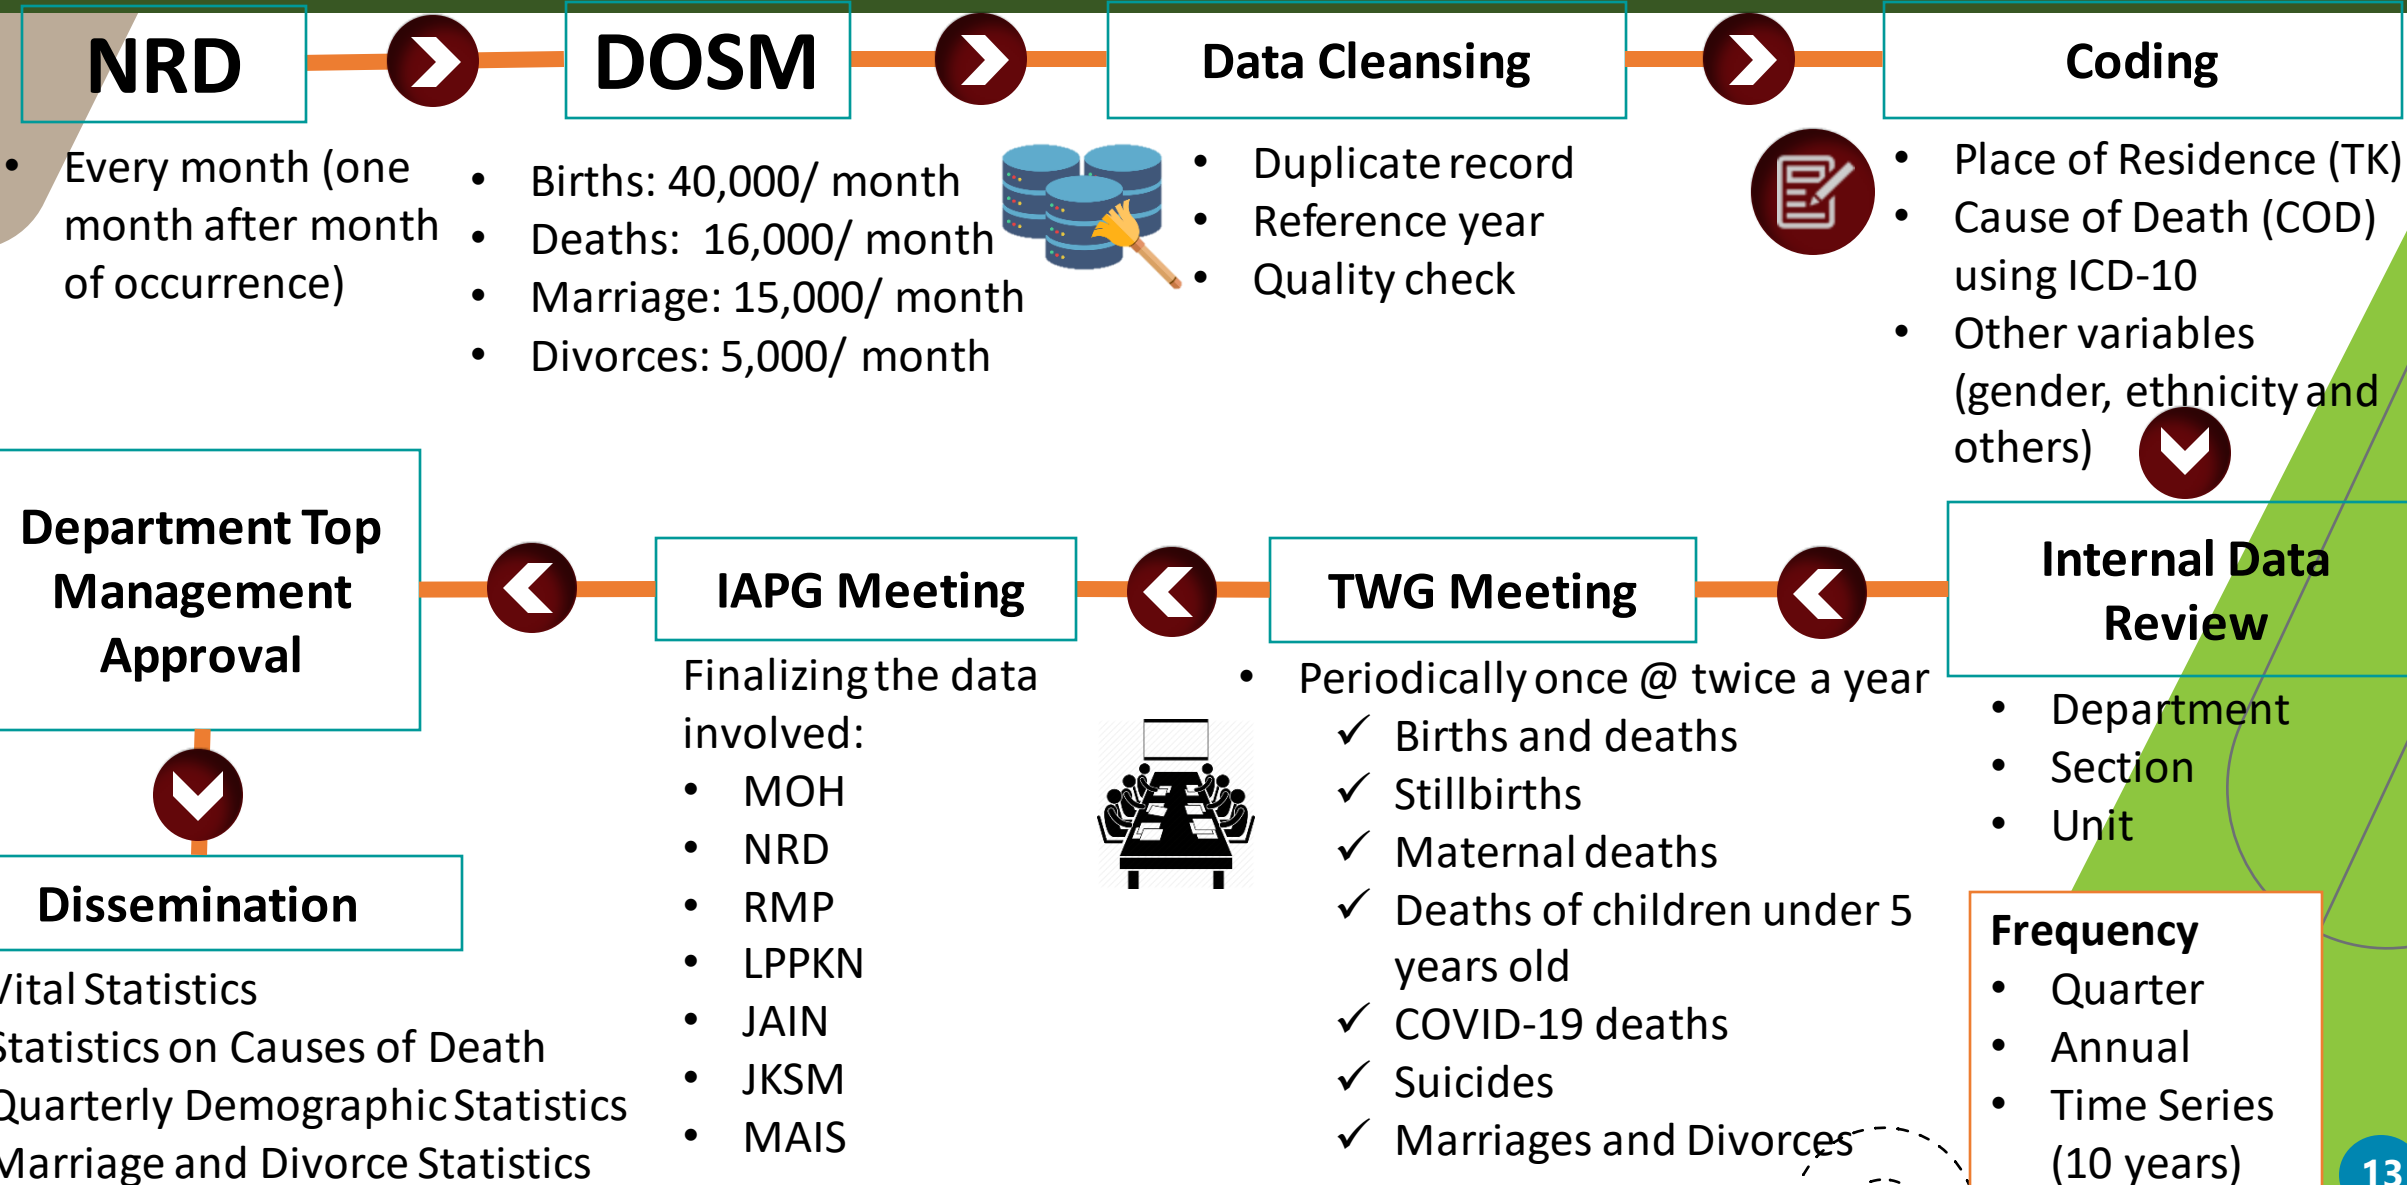 NRD
• Every month (one
month after month
of occurrence)
DOSM
• Births: 40,000/ month
• Deaths: 16,000/ month
• Marriage: 15,000/ month
• Divorces: 5,000/ month
Data Cleansing
• Duplicate record
• Reference year
• Quality check
Coding
• Place of Residence (TK)
• Cause of Death (COD)
using ICD-10
• Other variables
(gender, ethnicity and
others)
Internal Data
Review
• Department
• Section
• Unit
Frequency
• Quarter
• Annual
• Time Series
(10 years)
TWG Meeting
• Periodically once @ twice a year
✓ Births and deaths
✓ Stillbirths
✓ Maternal deaths
✓ Deaths of children under 5
years old
✓ COVID-19 deaths
✓ Suicides
✓ Marriages and Divorces
IAPG Meeting
Finalizing the data
involved:
• MOH
• NRD
• RMP
• LPPKN
• JAIN
• JKSM
• MAIS
Department Top
Management
Approval
Dissemination
Vital Statistics
Statistics on Causes of Death
Quarterly Demographic Statistics
Marriage and Divorce Statistics
13